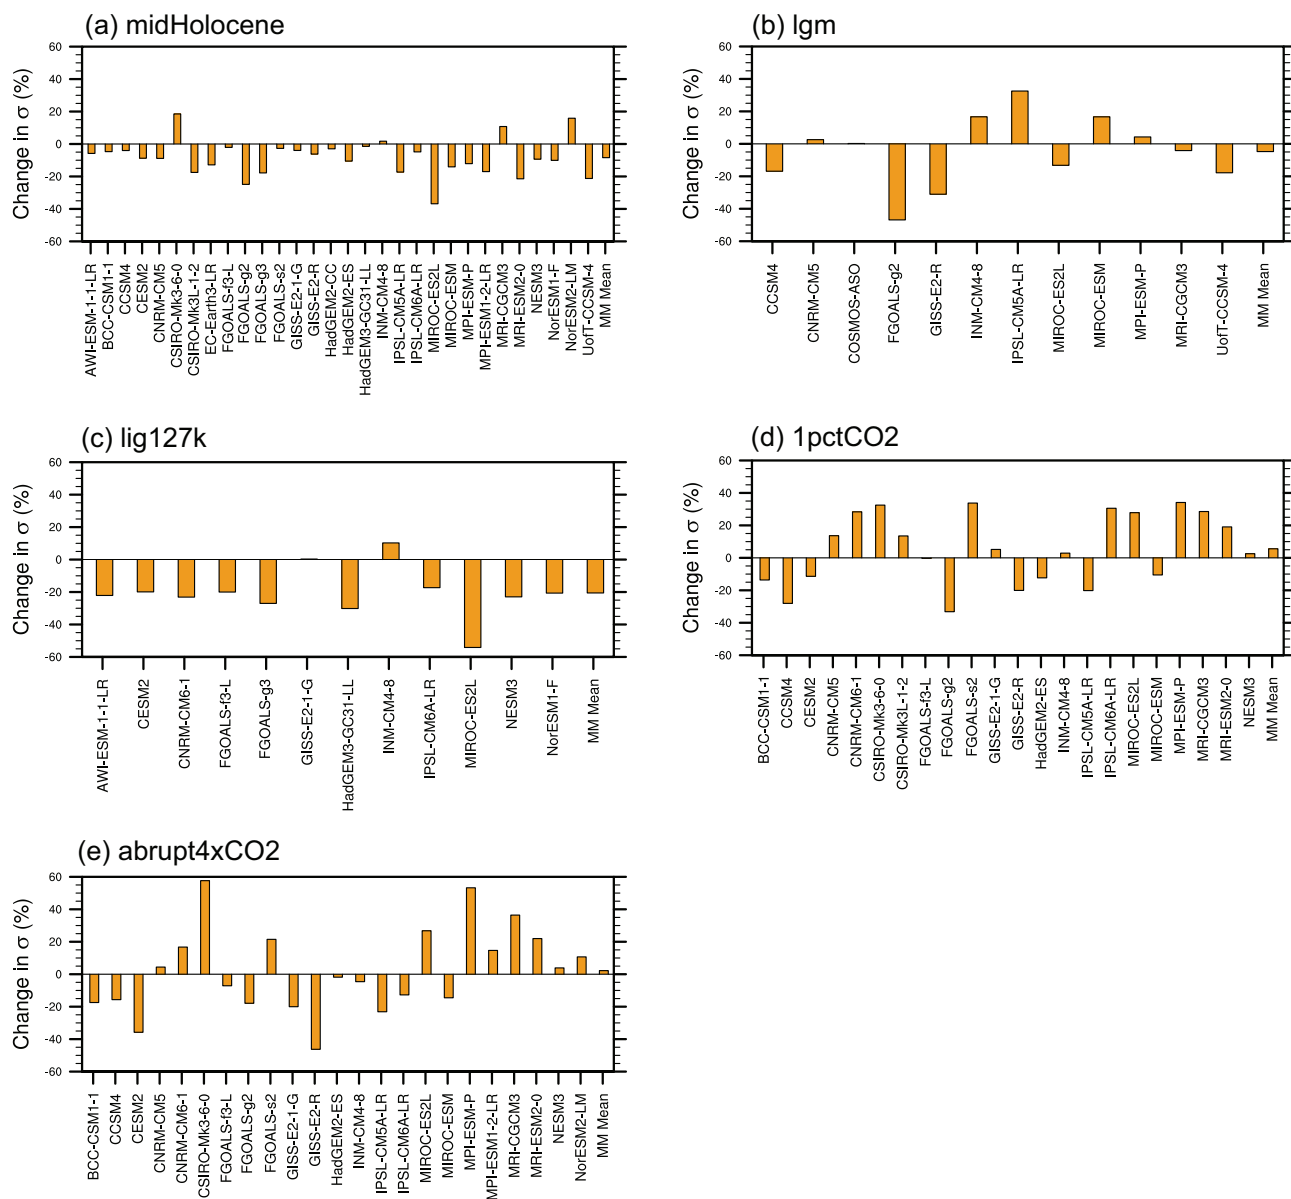 (a) midHolocene
Change in σ (%)
60
40
20
0
-20
-40
-60
AWI-ESM-1-1-LR
BCC-CSM1-1
CCSM4
CESM2
CNRM-CM5
CSIRO-Mk3-6-0
CSIRO-Mk3L-1-2
EC-Earth3-LR
FGOALS-f3-L
FGOALS-g2
FGOALS-g3
FGOALS-s2
GISS-E2-1-G
GISS-E2-R
HadGEM2-CC
HadGEM2-ES
HadGEM3-GC31-LL
INM-CM4-8
IPSL-CM5A-LR
IPSL-CM6A-LR
MIROC-ES2L
MIROC-ESM
MPI-ESM-P
MPI-ESM1-2-LR
MRI-CGCM3
MRI-ESM2-0
NESM3
NorESM1-F
NorESM2-LM
UofT-CCSM-4
MM Mean
(b) lgm
Change in σ (%)
60
40
20
0
-20
-40
-60
CCSM4
CNRM-CM5
COSMOS-ASO
FGOALS-g2
GISS-E2-R
INM-CM4-8
IPSL-CM5A-LR
MIROC-ES2L
MIROC-ESM
MPI-ESM-P
MRI-CGCM3
UofT-CCSM-4
MM Mean
(c) lig127k
Change in σ (%)
60
40
20
0
-20
-40
-60
AWI-ESM-1-1-LR
CESM2
CNRM-CM6-1
FGOALS-f3-L
FGOALS-g3
GISS-E2-1-G
HadGEM3-GC31-LL
INM-CM4-8
IPSL-CM6A-LR
MIROC-ES2L
NESM3
NorESM1-F
MM Mean
(d) 1pctCO2
Change in σ (%)
60
40
20
0
-20
-40
-60
BCC-CSM1-1
CCSM4
CESM2
CNRM-CM5
CNRM-CM6-1
CSIRO-Mk3-6-0
CSIRO-Mk3L-1-2
FGOALS-f3-L
FGOALS-g2
FGOALS-s2
GISS-E2-1-G
GISS-E2-R
HadGEM2-ES
INM-CM4-8
IPSL-CM5A-LR
IPSL-CM6A-LR
MIROC-ES2L
MIROC-ESM
MPI-ESM-P
MRI-CGCM3
MRI-ESM2-0
NESM3
MM Mean
(e) abrupt4xCO2
Change in σ (%)
60
40
20
0
-20
-40
-60
BCC-CSM1-1
CCSM4
CESM2
CNRM-CM5
CNRM-CM6-1
CSIRO-Mk3-6-0
FGOALS-f3-L
FGOALS-g2
FGOALS-s2
GISS-E2-1-G
GISS-E2-R
HadGEM2-ES
INM-CM4-8
IPSL-CM5A-LR
IPSL-CM6A-LR
MIROC-ES2L
MIROC-ESM
MPI-ESM-P
MPI-ESM1-2-LR
MRI-CGCM3
MRI-ESM2-0
NESM3
NorESM2-LM
MM Mean